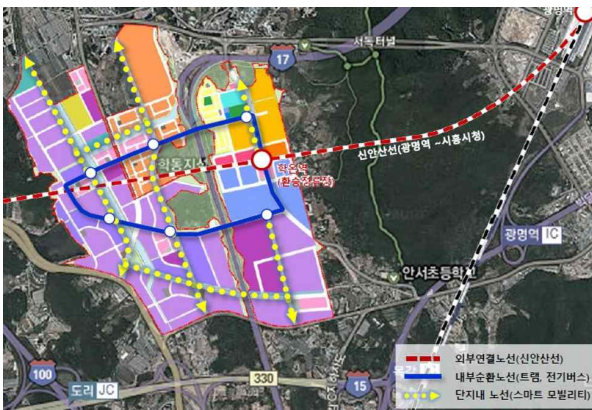 광명역
서독터널
17
신안산선(광명역 ~시흥시청)
학온역
(환승정류장)
광명역 IC
안서초등학교
100
도리 JC
330
15
외부연결노선(신안산선)
내부순환노선(트램, 전기버스)
단지내 노선(스마트 모빌리티)